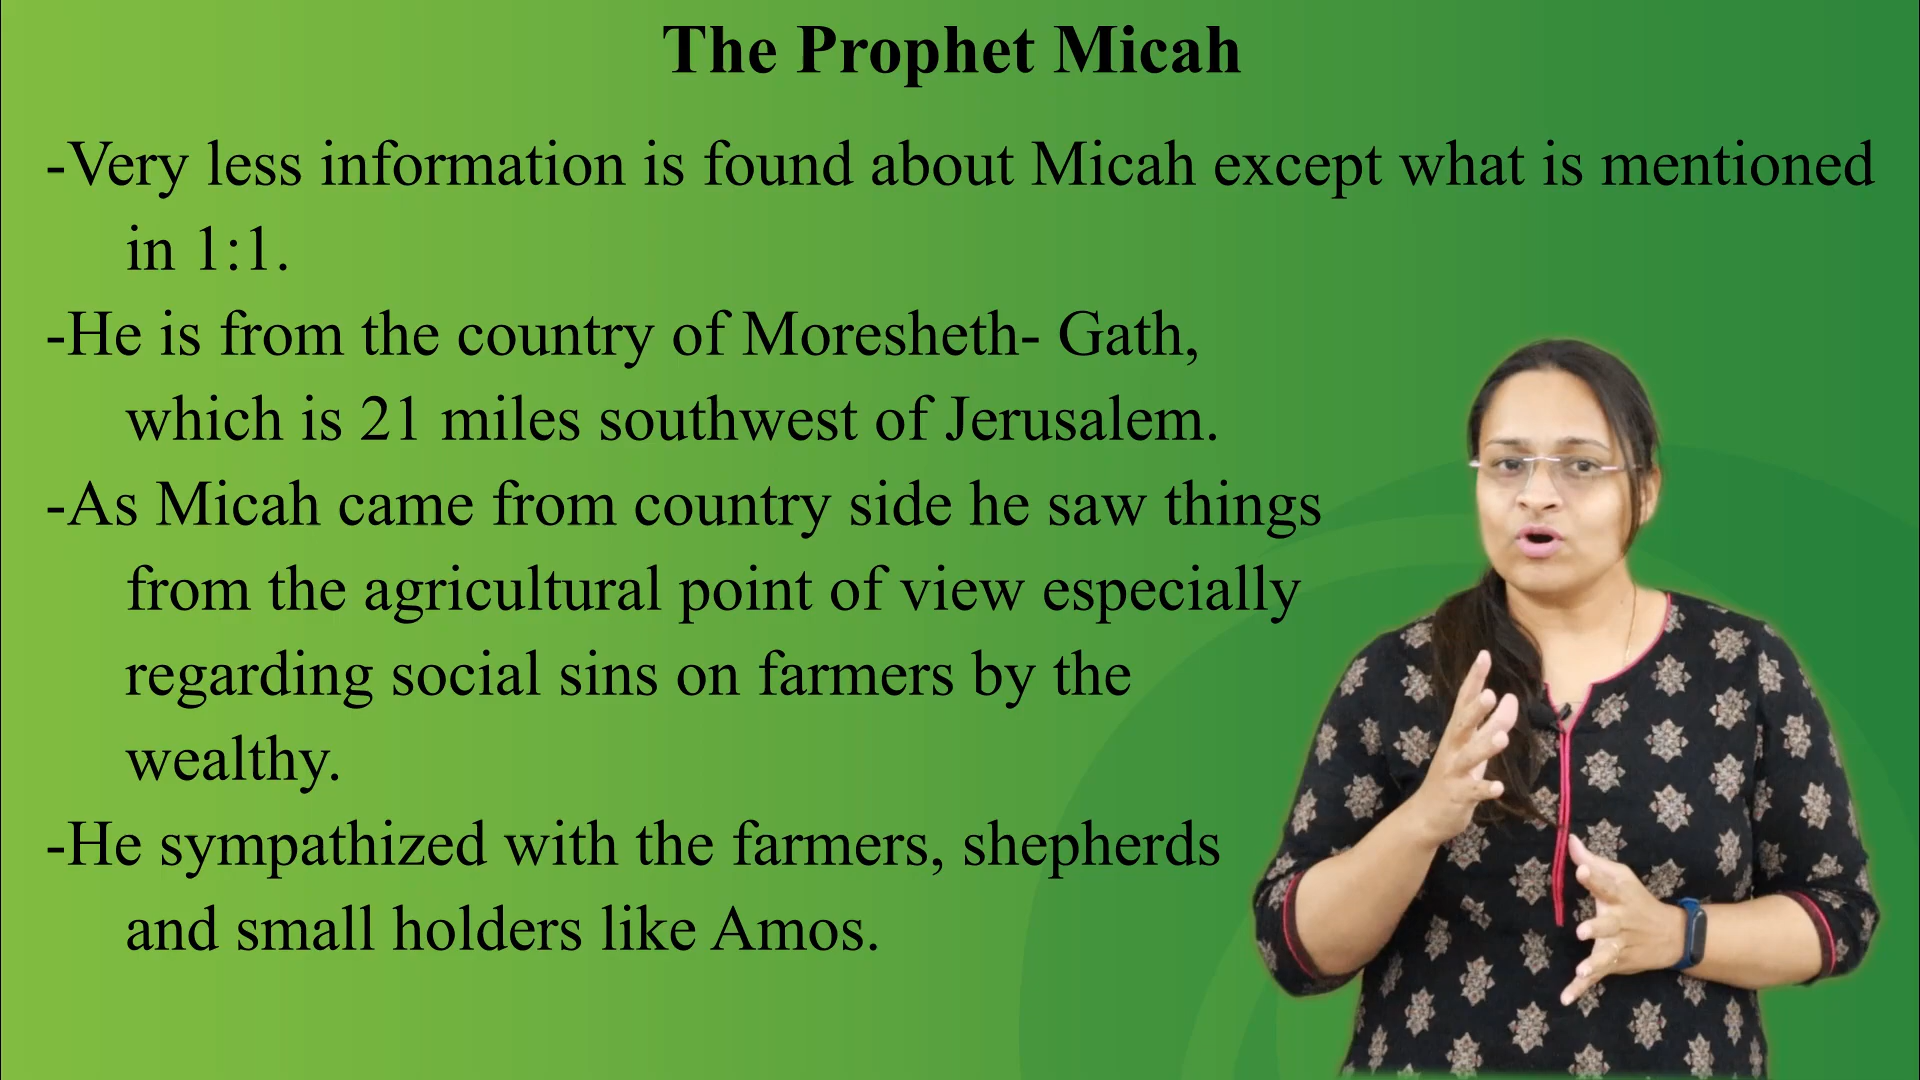 The Prophet Micah
-Very less information is found about Micah except what is mentioned
in 1:1.
-He is from the country of Moresheth- Gath,
which is 21 miles southwest of Jerusalem.
-As Micah came from country side he saw things
from the agricultural point of view especially
regarding social sins on farmers by the
wealthy.
-He sympathized with the farmers, shepherds
and small holders like Amos.